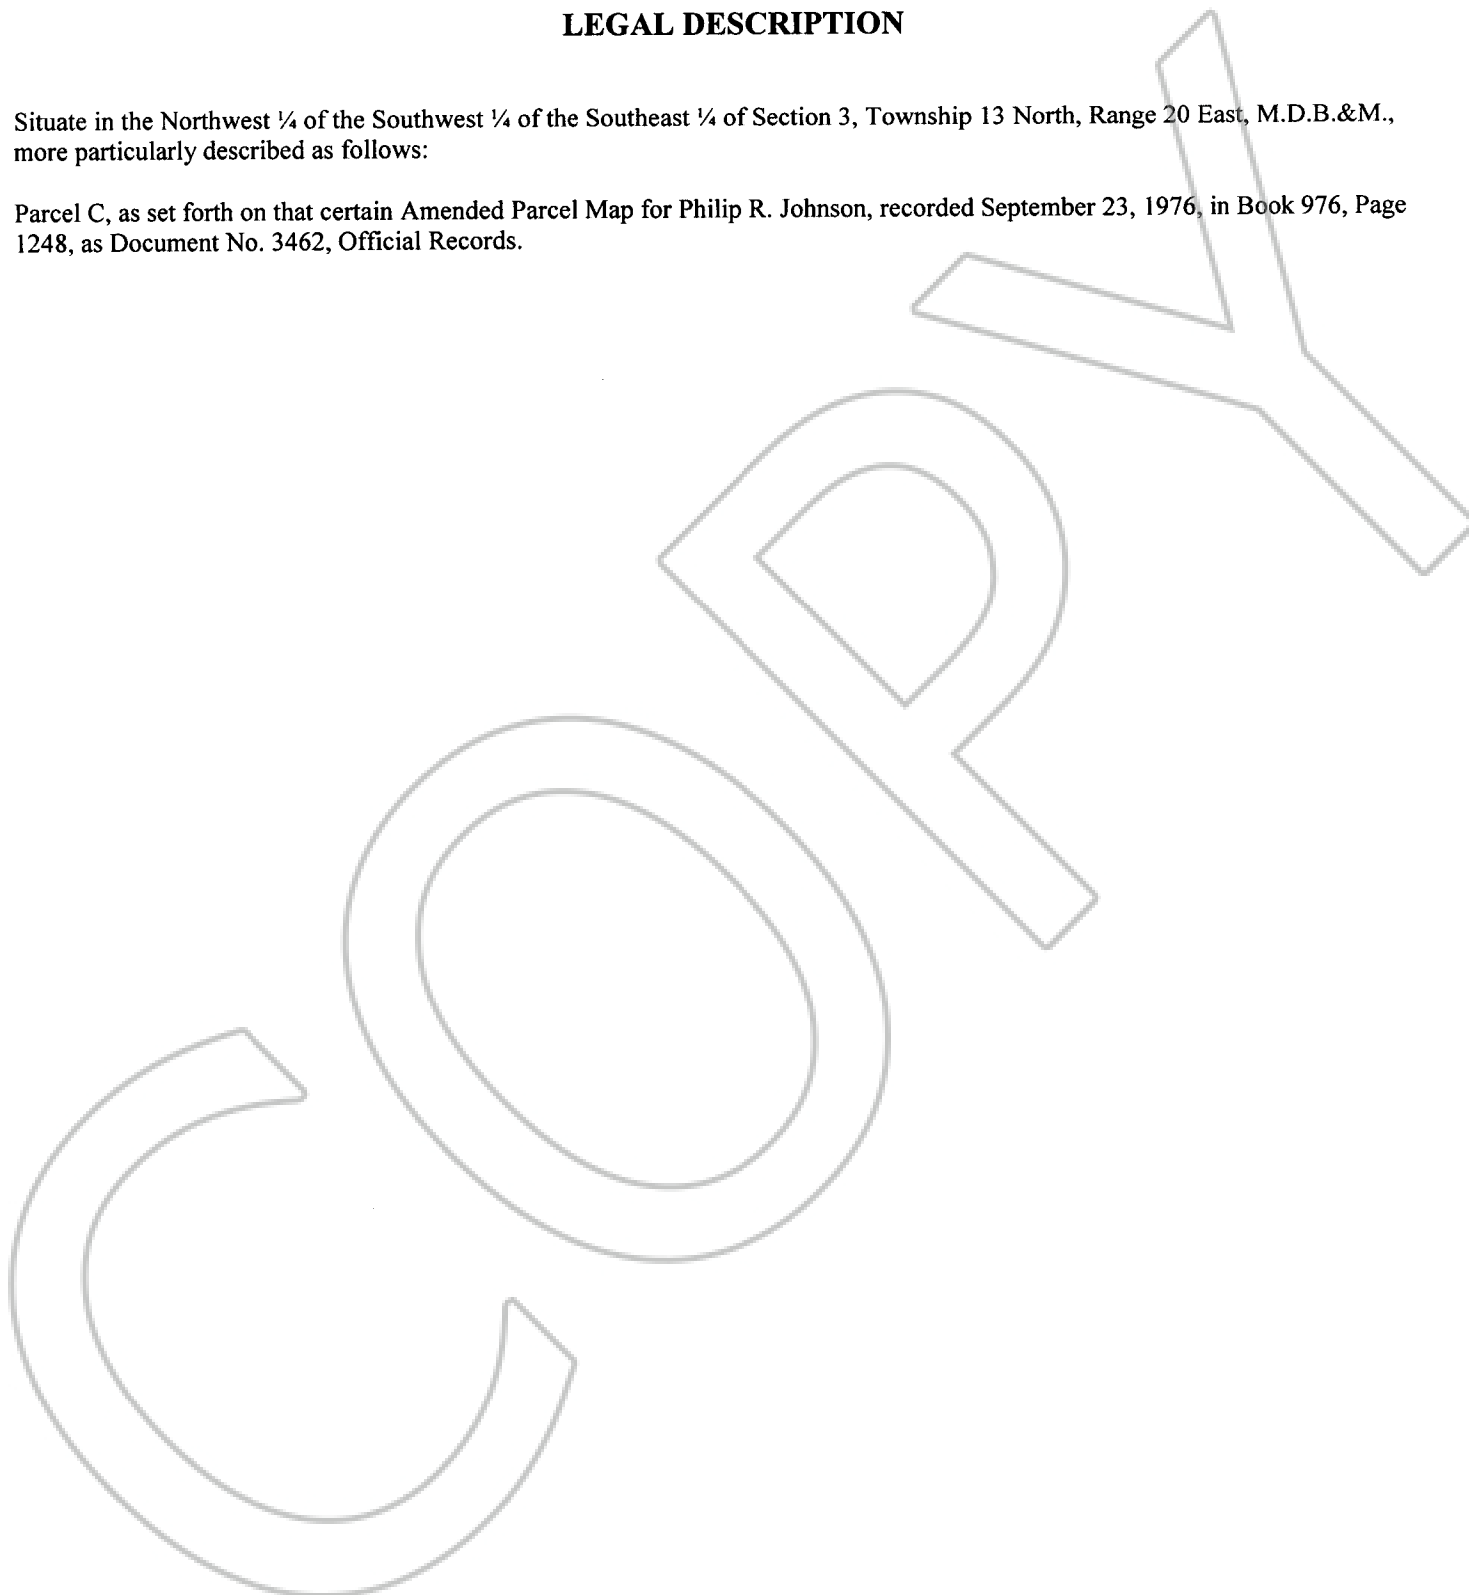 LEGAL DESCRIPTION
Situate in the Northwest ¼ of the Southwest ¼ of the Southeast ¼ of Section 3, Township 13 North, Range 20 East, M.D.B.&M.,
more particularly described as follows:
Parcel C, as set forth on that certain Amended Parcel Map for Philip R. Johnson, recorded September 23, 1976, in Book 976, Page
1248, as Document No. 3462, Official Records.
COPY